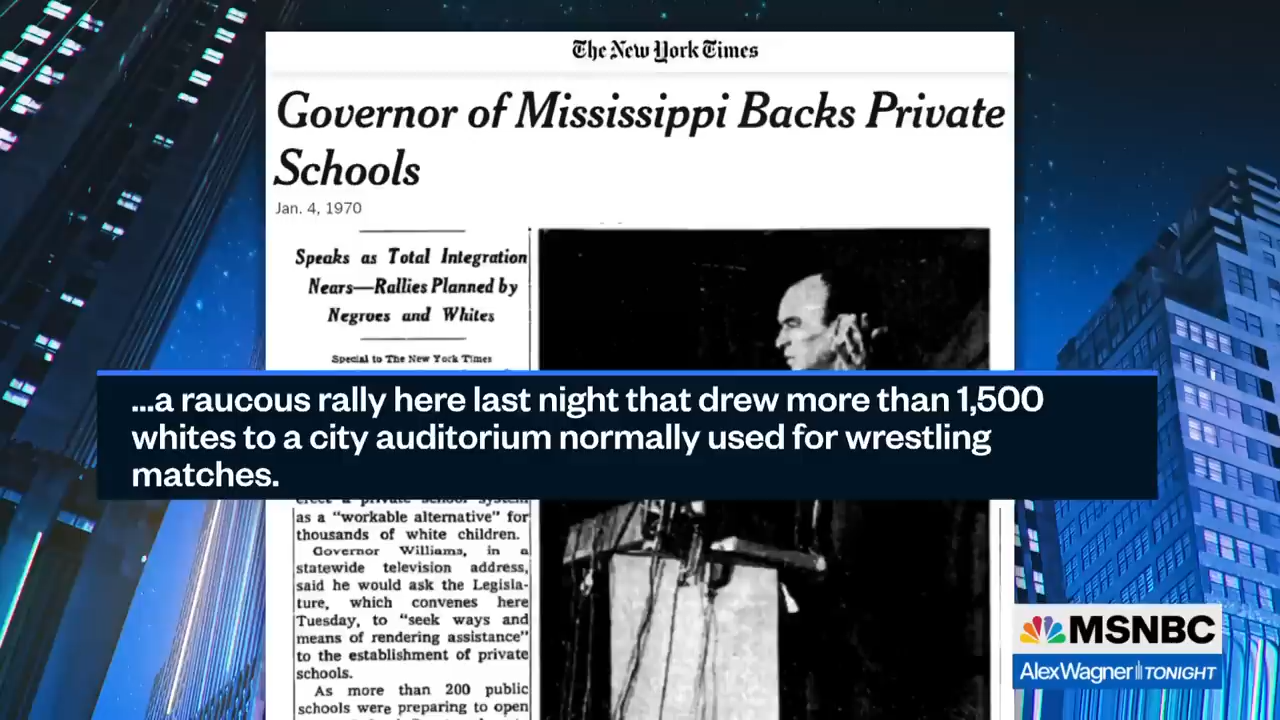 The New York Times
Governor of Mississippi Backs Private
Schools
Jan. 4, 1970
Speaks as Total Integration
Nears—Rallies Planned by
Negroes and Whites
Special to The New York Times
...a raucous rally here last night that drew more than 1,500
whites to a city auditorium normally used for wrestling
matches.
erect a private school system
as a “workable alternative” for
thousands of white children.
Governor Williams, in a
statewide television address,
said he would ask the Legisla-
ture, which convenes here
Tuesday, to “seek ways and
means of rendering assistance”
to the establishment of private
schools.
As more than 200 public
schools were preparing to open
MSNBC
AlexWagner TONIGHT